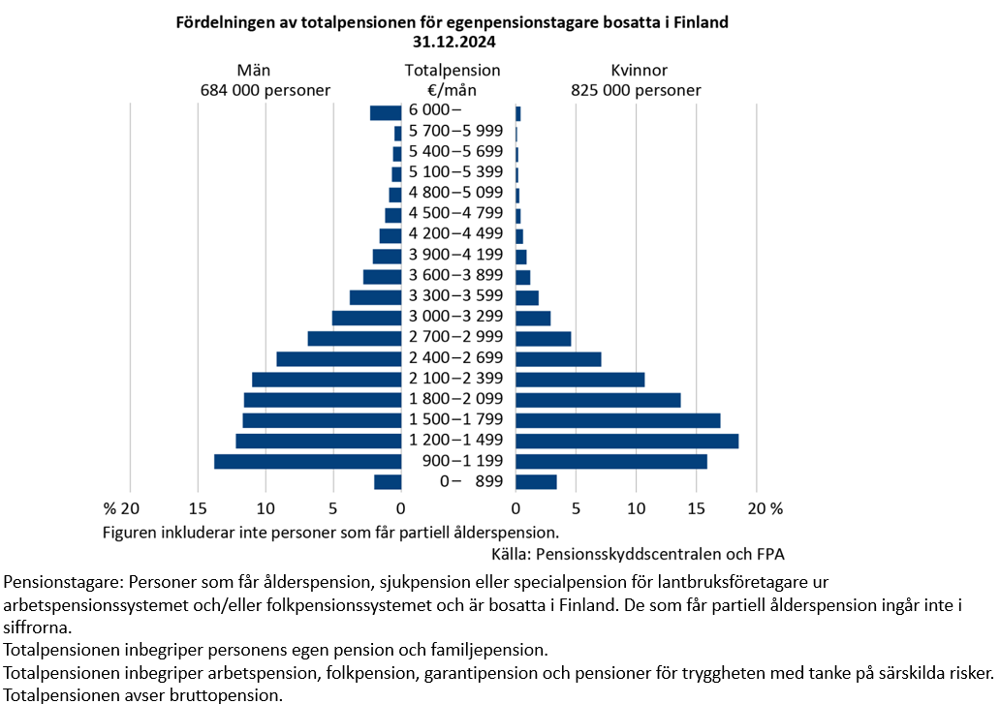 Fördelningen av totalpensionen för egenpensionstagare bosatta i Finland
31.12.2024
Män
684 000 personer
Totalpension
€/mån
Kvinnor
825 000 personer
6 000–
5 700–5 999
5 400–5 699
5 100–5 399
4 800–5 099
4 500–4 799
4 200–4 499
3 900–4 199
3 600–3 899
3 300–3 599
3 000–3 299
2 700–2 999
2 400–2 699
2 100–2 399
1 800–2 099
1 500–1 799
1 200–1 499
900–1 199
0– 899
% 20 15 10 5 0 0 5 10 15 20 %
Figuren inkluderar inte personer som får partiell ålderspension.
Källa: Pensionsskyddscentralen och FPA
Pensionstagare: Personer som får ålderspension, sjukpension eller specialpension för lantbruksföretagare ur
arbetspensionssystemet och/eller folkpensionssystemet och är bosatta i Finland. De som får partiell ålderspension ingår inte i
siffrorna.
Totalpensionen inbegriper personens egen pension och familjepension.
Totalpensionen inbegriper arbetspension, folkpension, garantipension och pensioner för tryggheten med tanke på särskilda risker.
Totalpensionen avser bruttopension.